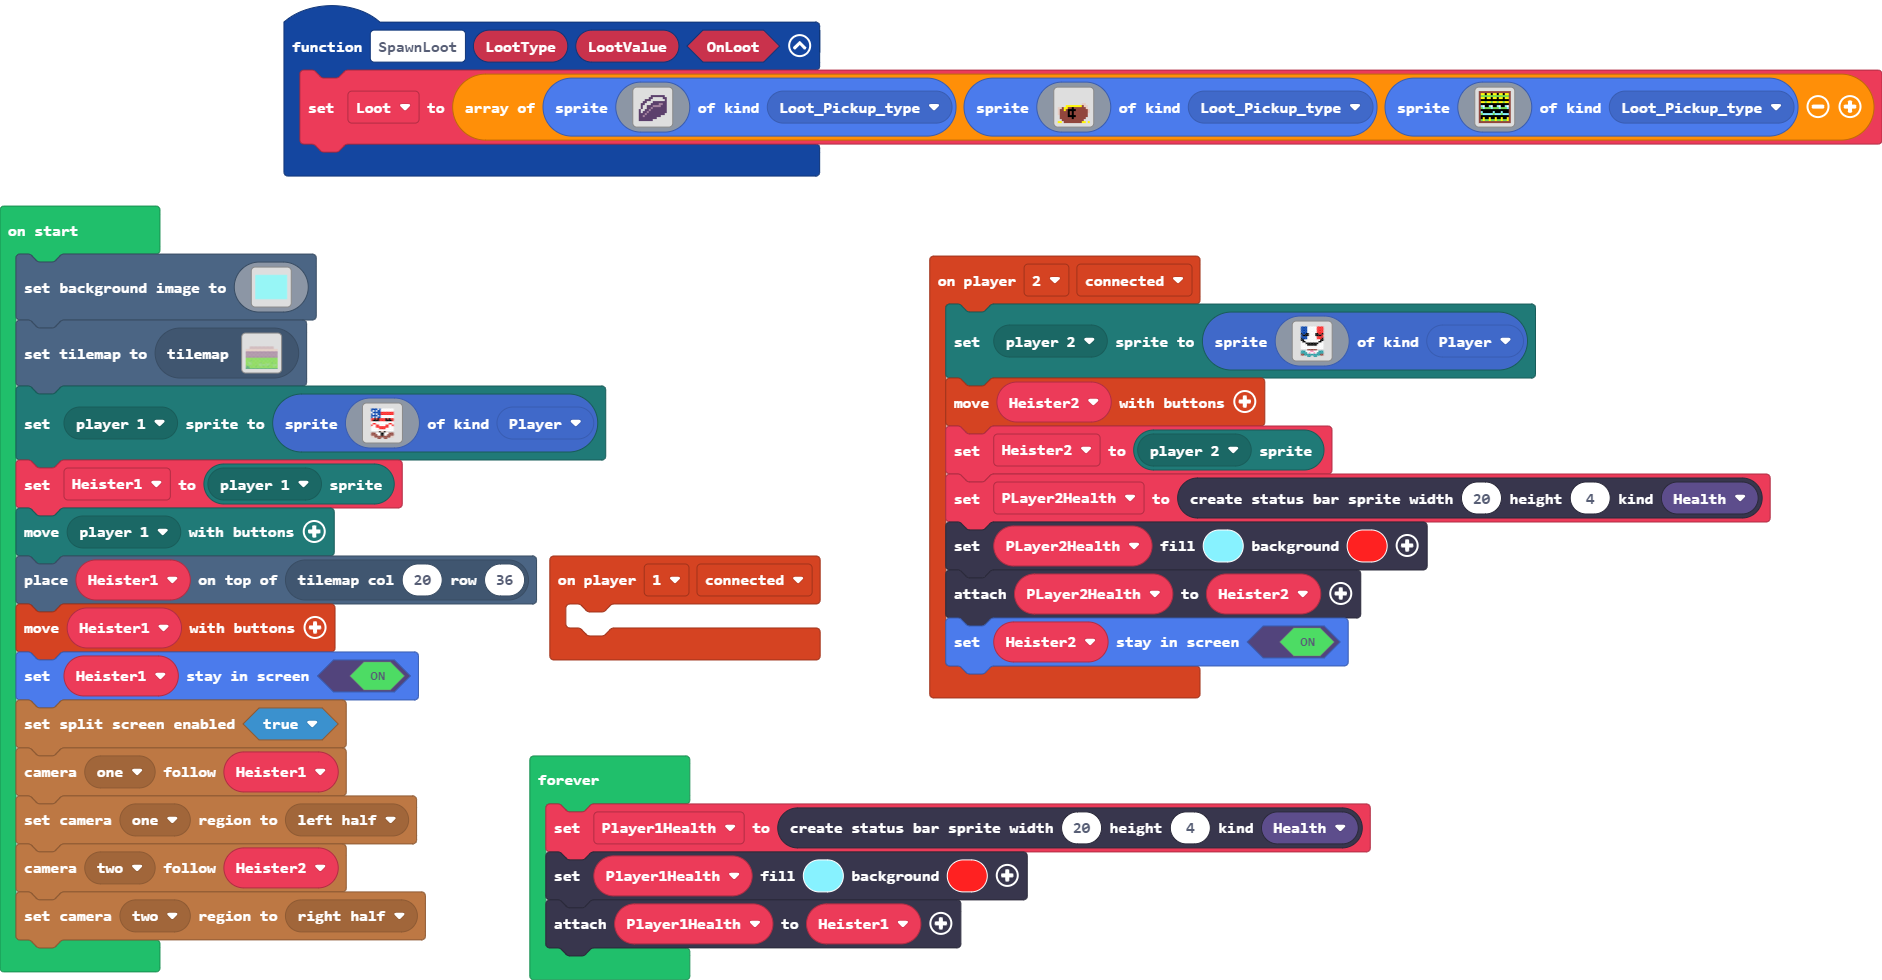 function SpawnLoot LootType LootValue OnLoot
set Loot to array of sprite of kind Loot_Pickup_type sprite of kind Loot_Pickup_type sprite of kind Loot_Pickup_type
on start
set background image to
set tilemap to tilemap
set player 1 sprite to sprite of kind Player
set Heister1 to player 1 sprite
move player 1 with buttons
place Heister1 on top of tilemap col 20 row 36
move Heister1 with buttons
set Heister1 stay in screen ON
set split screen enabled true
camera one follow Heister1
set camera one region to left half
camera two follow Heister2
set camera two region to right half
on player 1 connected
on player 2 connected
set player 2 sprite to sprite of kind Player
move Heister2 with buttons
set Heister2 to player 2 sprite
set PLayer2Health to create status bar sprite width 20 height 4 kind Health
set PLayer2Health fill background
attach PLayer2Health to Heister2
set Heister2 stay in screen ON
forever
set Player1Health to create status bar sprite width 20 height 4 kind Health
set Player1Health fill background
attach Player1Health to Heister1